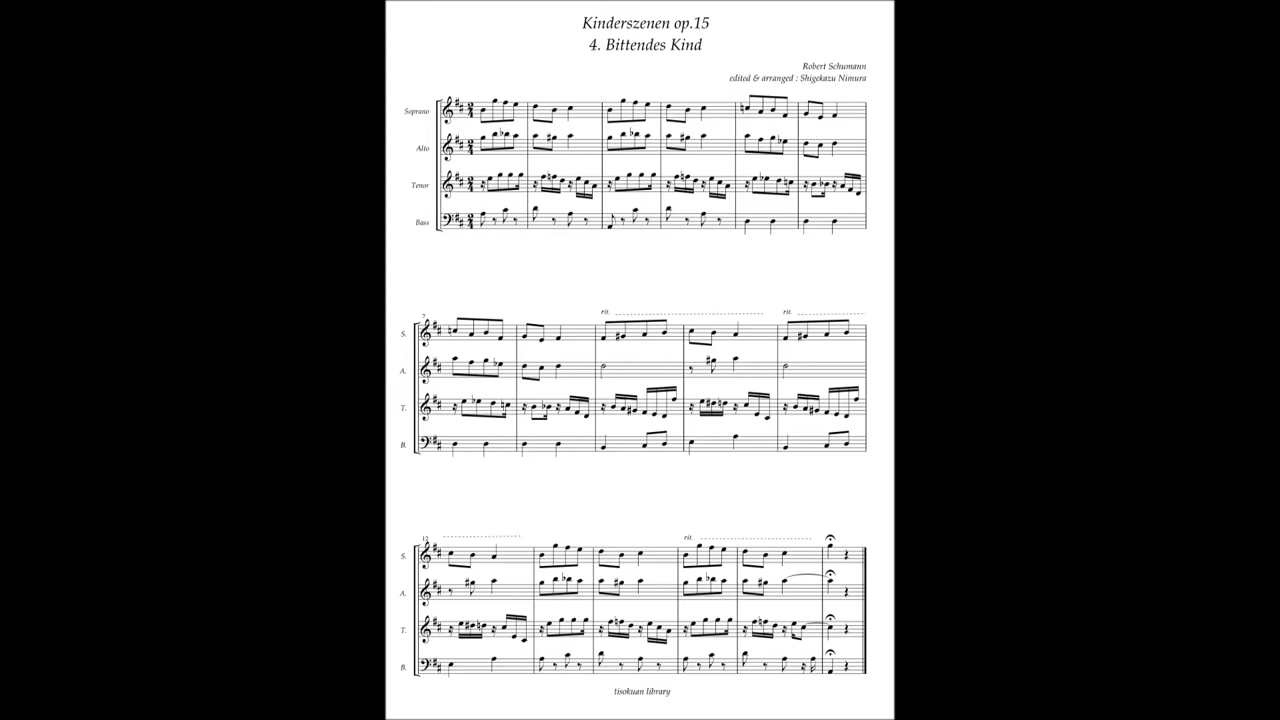 Kinderszenen op.15
4. Bittendes Kind
Robert Schumann
edited & arranged : Shigekazu Nimura
Soprano
Alto
Tenor
Bass
7
rit.
rit.
S.
A.
T.
B.
12
rit.
S.
A.
T.
B.
tisokuan library